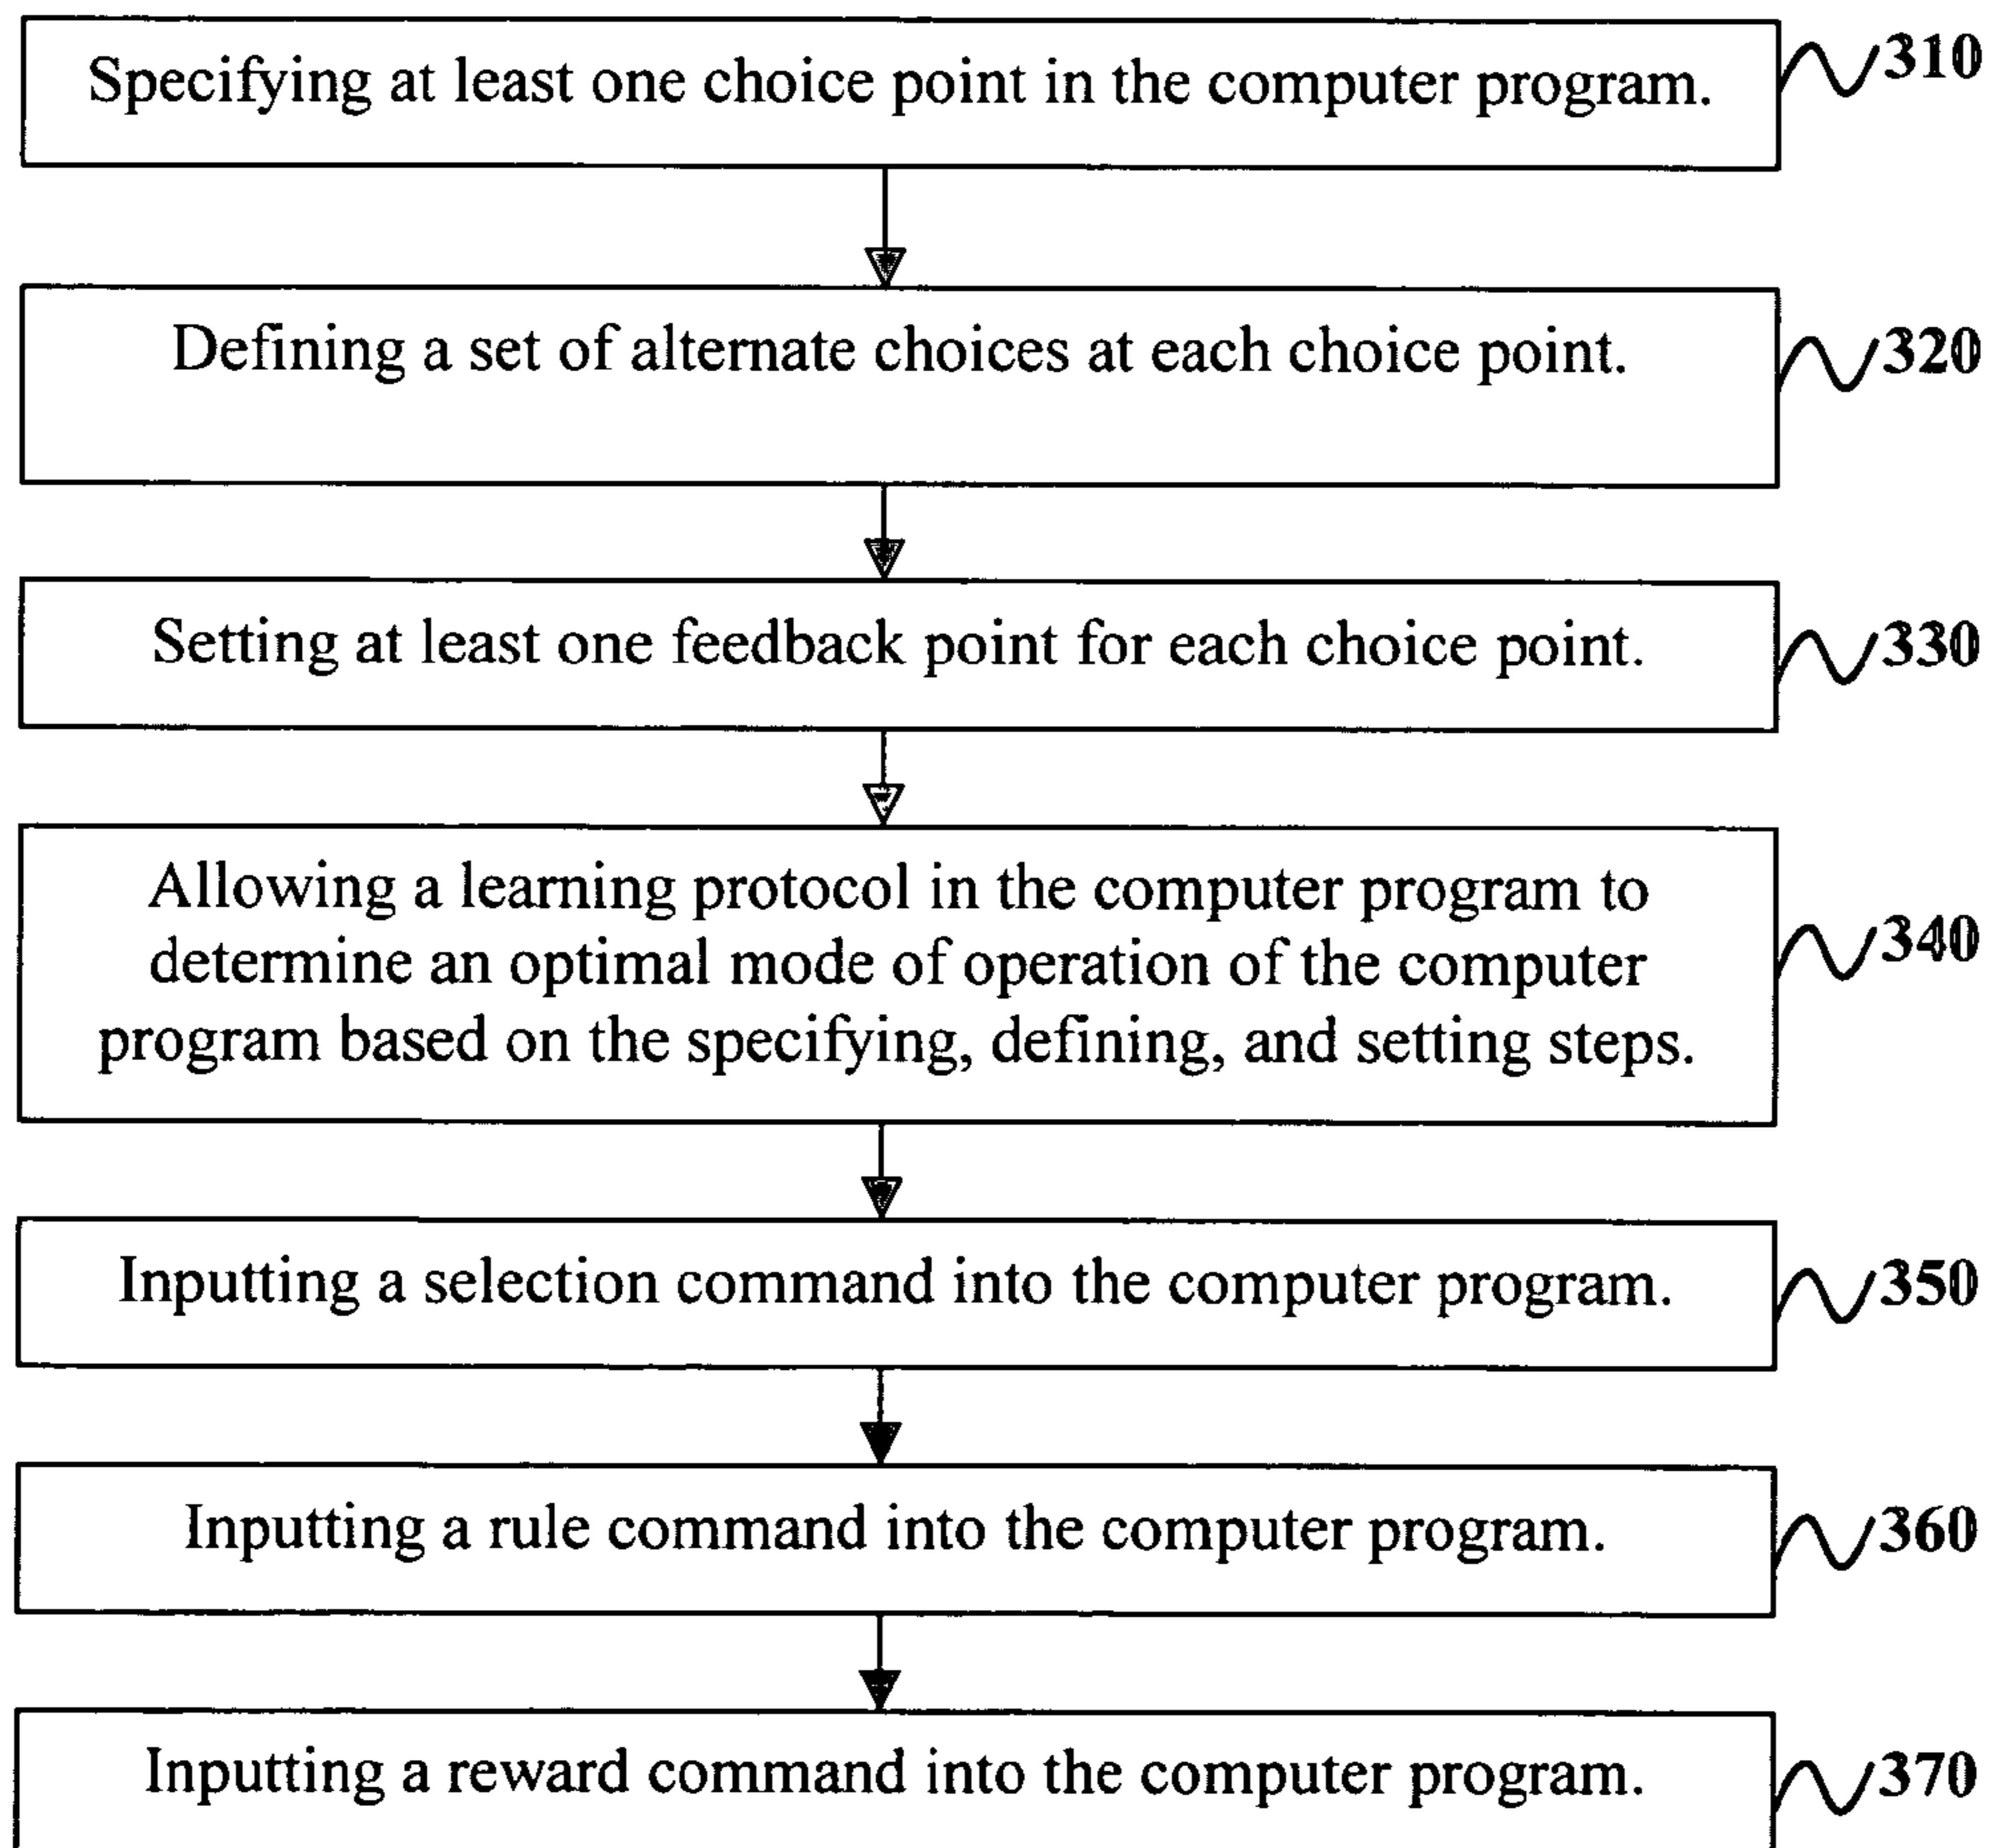 Specifying at least one choice point in the computer program.
310
Defining a set of alternate choices at each choice point.
320
Setting at least one feedback point for each choice point.
330
Allowing a learning protocol in the computer program to
determine an optimal mode of operation of the computer
program based on the specifying, defining, and setting steps.
340
Inputting a selection command into the computer program.
350
Inputting a rule command into the computer program.
360
Inputting a reward command into the computer program.
370